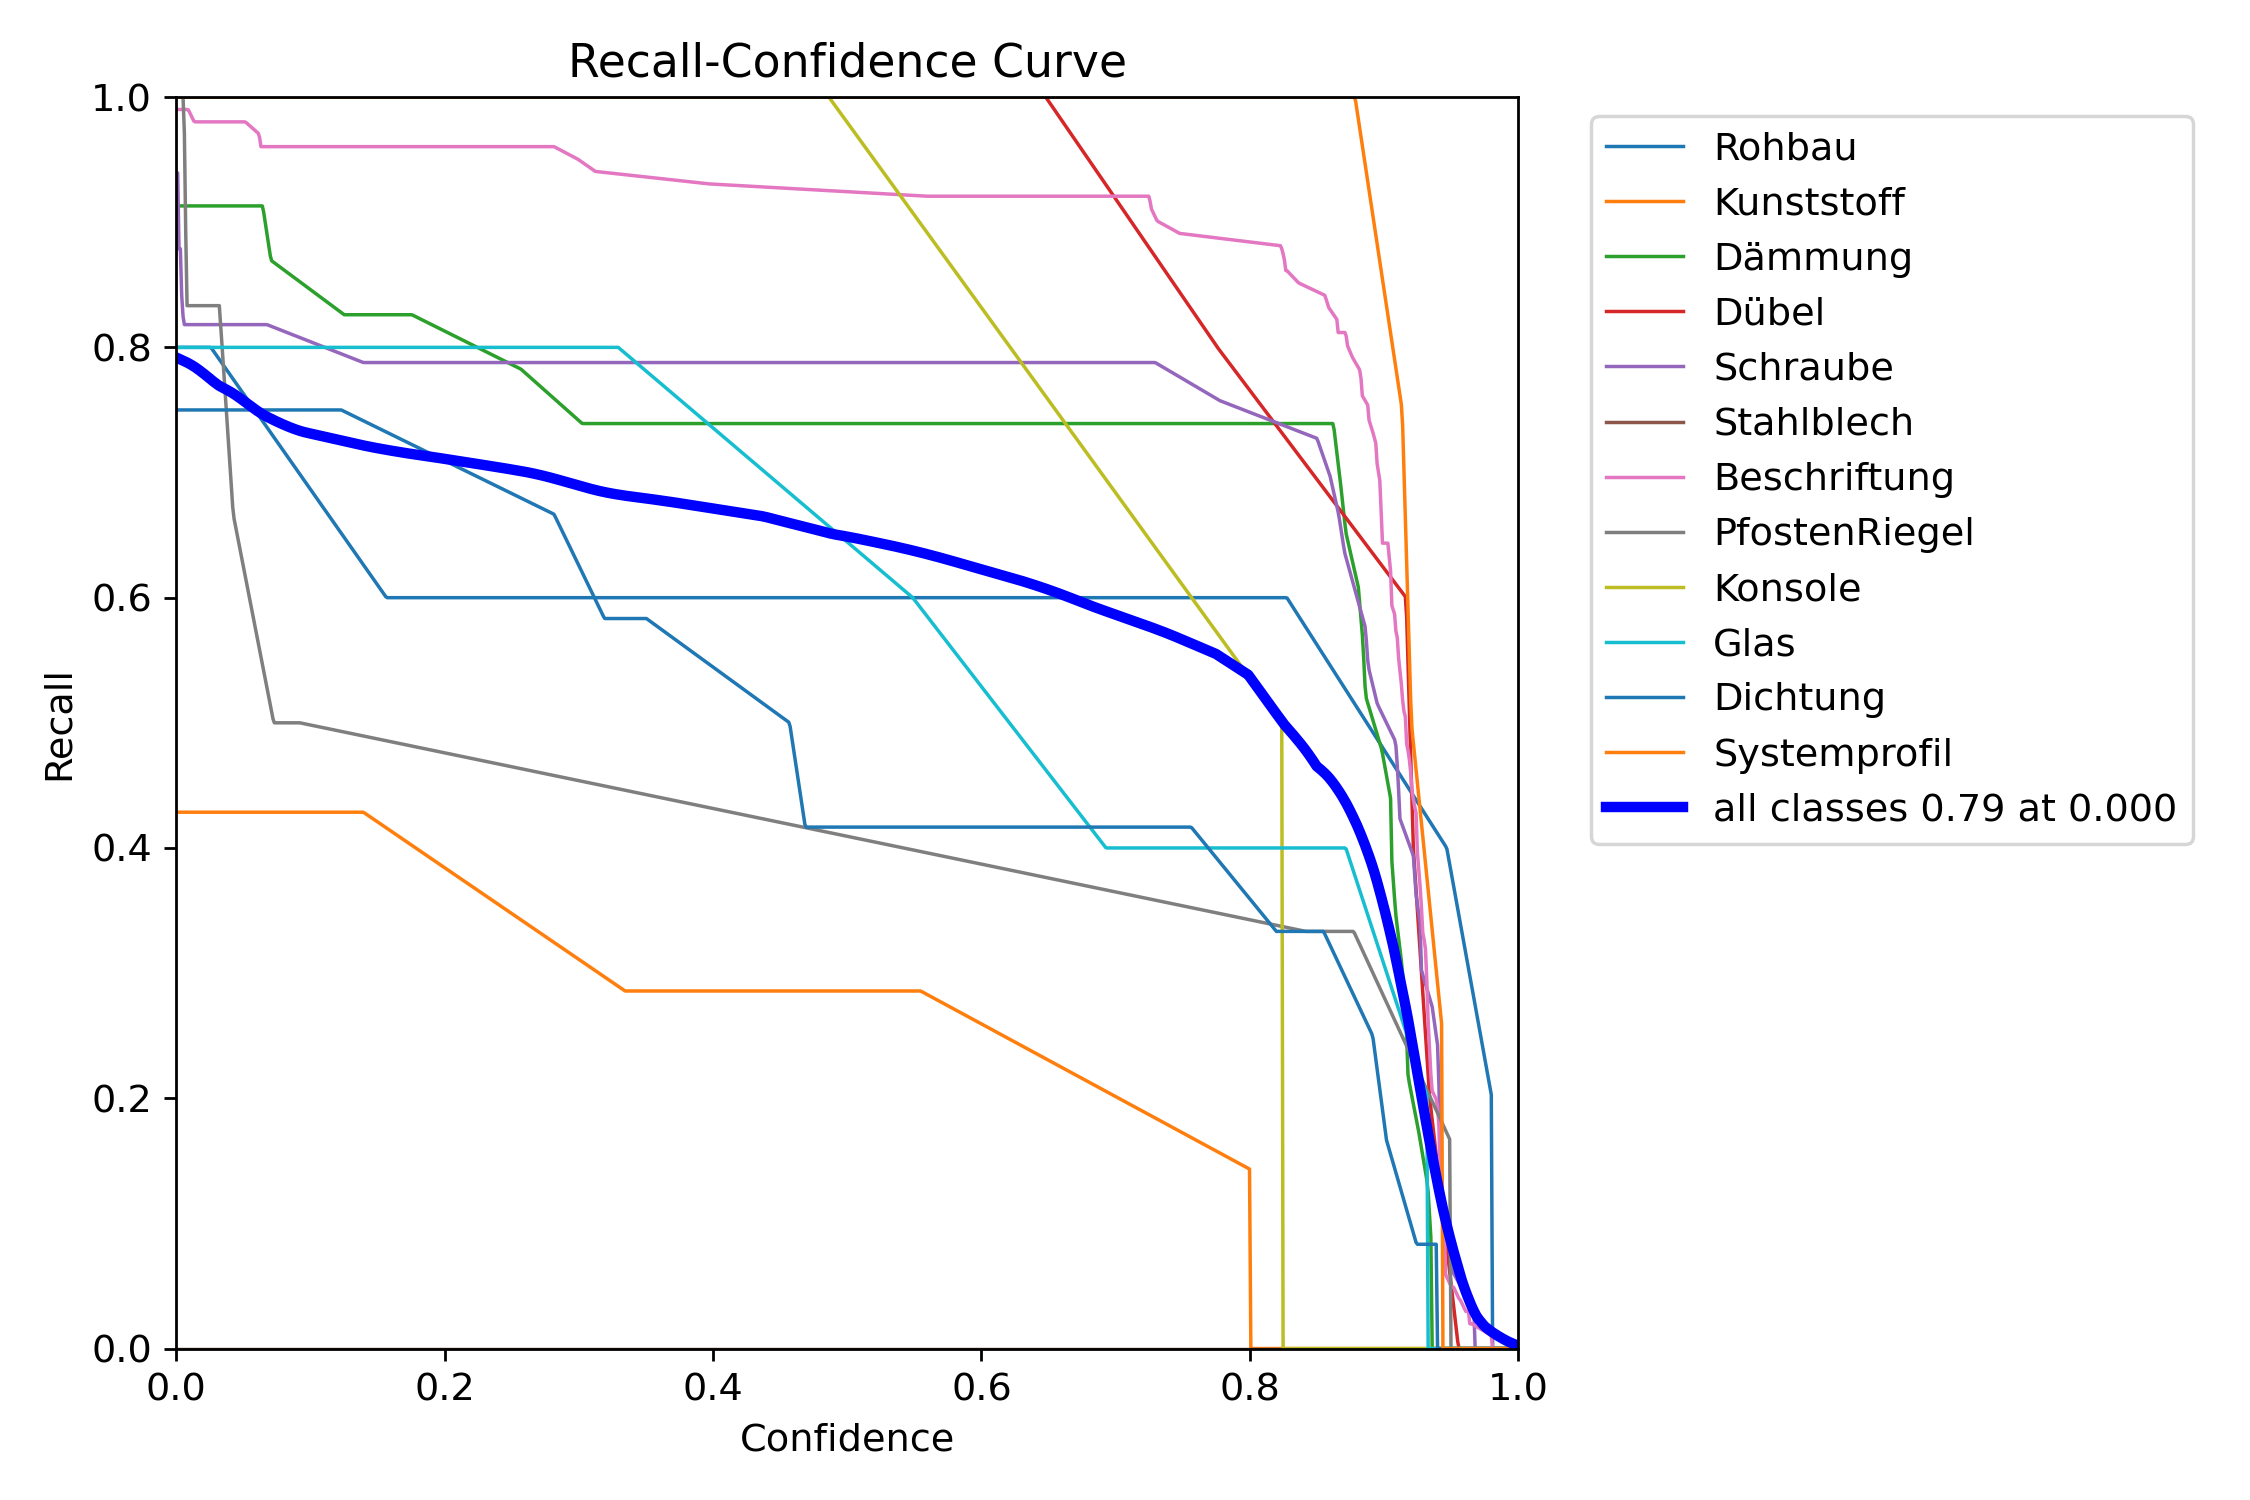 Recall-Confidence Curve
1.0
0.8
0.6
0.4
0.2
0.0
Recall
0.0 0.2 0.4 0.6 0.8 1.0
Confidence
Rohbau
Kunststoff
Dämmung
Dübel
Schraube
Stahlblech
Beschriftung
PfostenRiegel
Konsole
Glas
Dichtung
Systemprofil
all classes 0.79 at 0.000